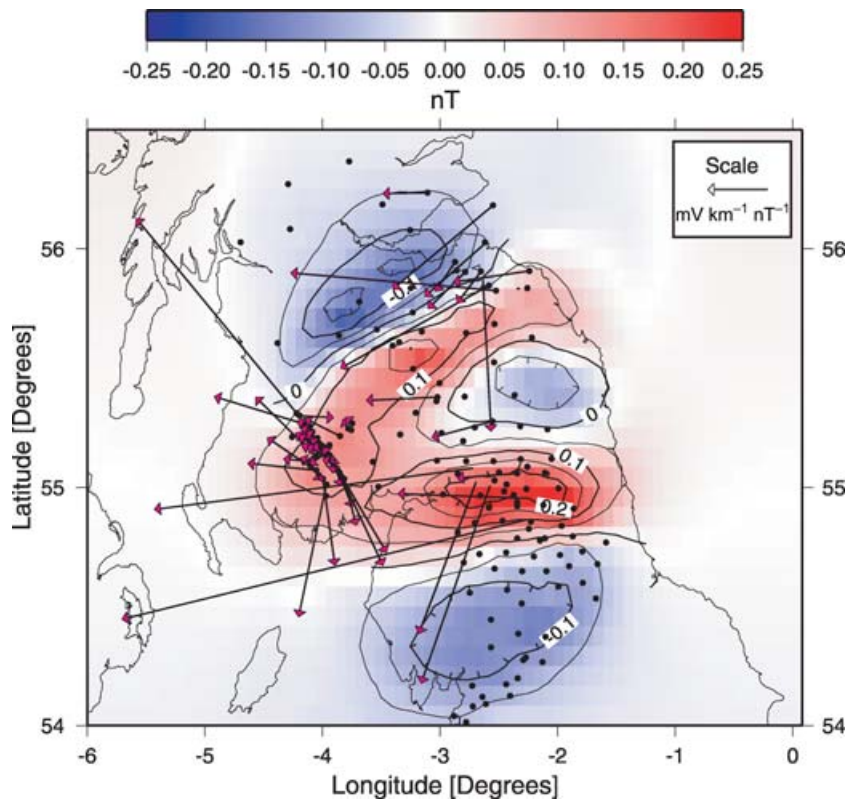 -0.25 -0.20 -0.15 -0.10 -0.05 0.00 0.05 0.10 0.15 0.20 0.25
nT
Scale
mV km⁻¹ nT⁻¹
56 56
0
0.1
0
Latitude [Degrees]
0.1
55 55
0.2
-0.1
54 54
-6 -5 -4 -3 -2 -1 0
Longitude [Degrees]